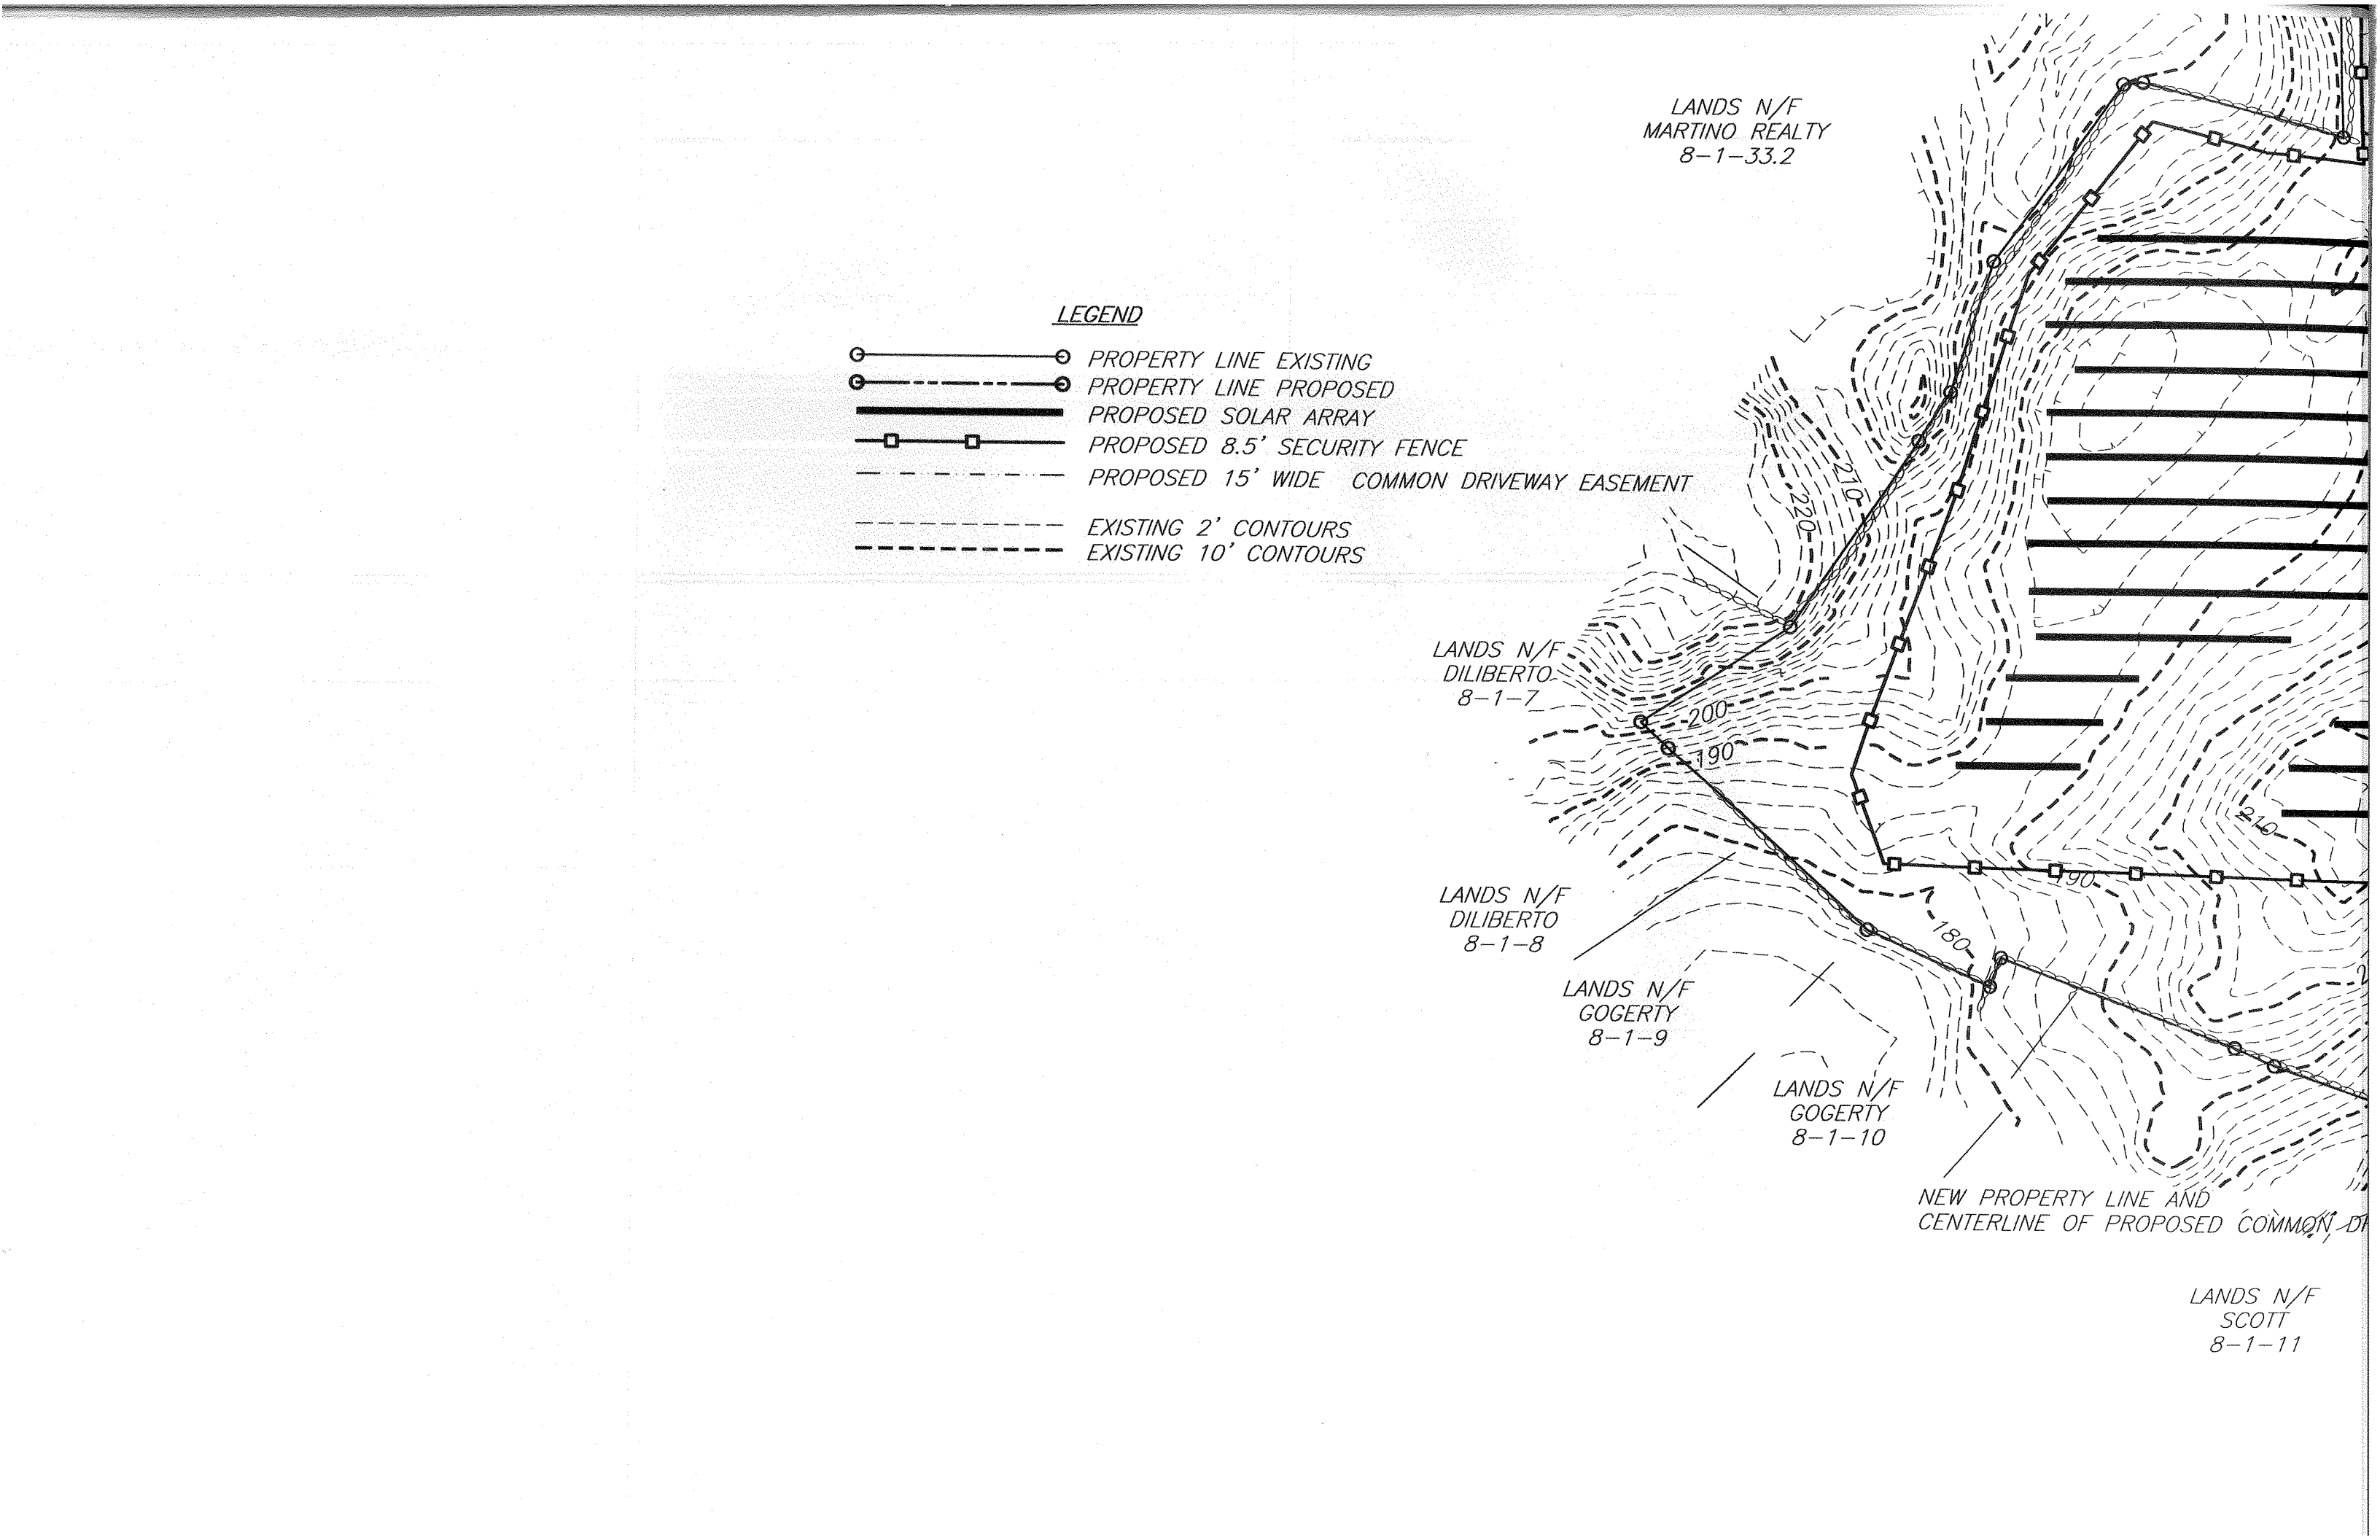 LANDS N/F
MARTINO REALTY
8-1-33.2
LEGEND
PROPERTY LINE EXISTING
PROPERTY LINE PROPOSED
PROPOSED SOLAR ARRAY
PROPOSED 8.5' SECURITY FENCE
PROPOSED 15' WIDE COMMON DRIVEWAY EASEMENT
EXISTING 2' CONTOURS
EXISTING 10' CONTOURS
210
220
LANDS N/F
DILIBERTO
8-1-7
200
190
210
190
LANDS N/F
DILIBERTO
8-1-8
180
LANDS N/F
GOGERTY
8-1-9
LANDS N/F
GOGERTY
8-1-10
NEW PROPERTY LINE AND
CENTERLINE OF PROPOSED COMMON
LANDS N/F
SCOTT
8-1-11